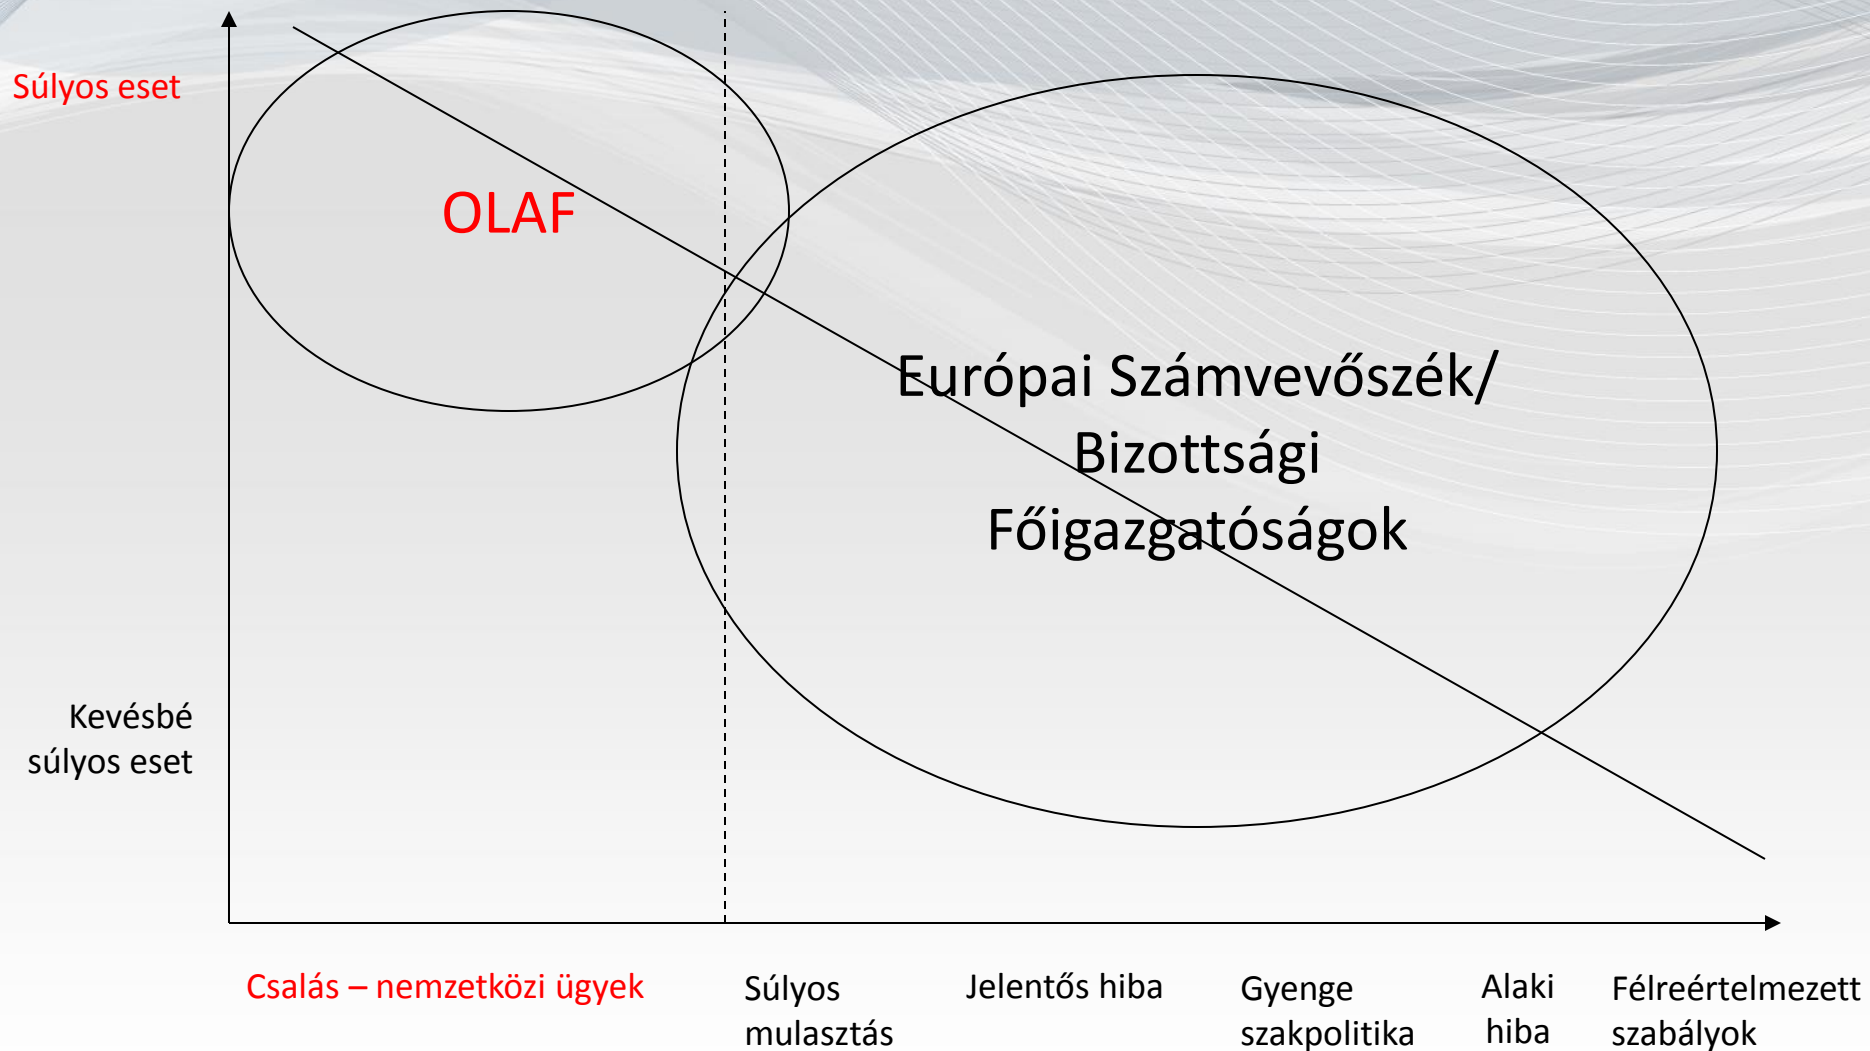 Súlyos eset
OLAF
Európai Számvevőszék/
Bizottsági
Főigazgatóságok
Kevésbé
súlyos eset
Csalás – nemzetközi ügyek
Súlyos
mulasztás
Jelentős hiba
Gyenge
szakpolitika
Alaki
hiba
Félreértelmezett
szabályok